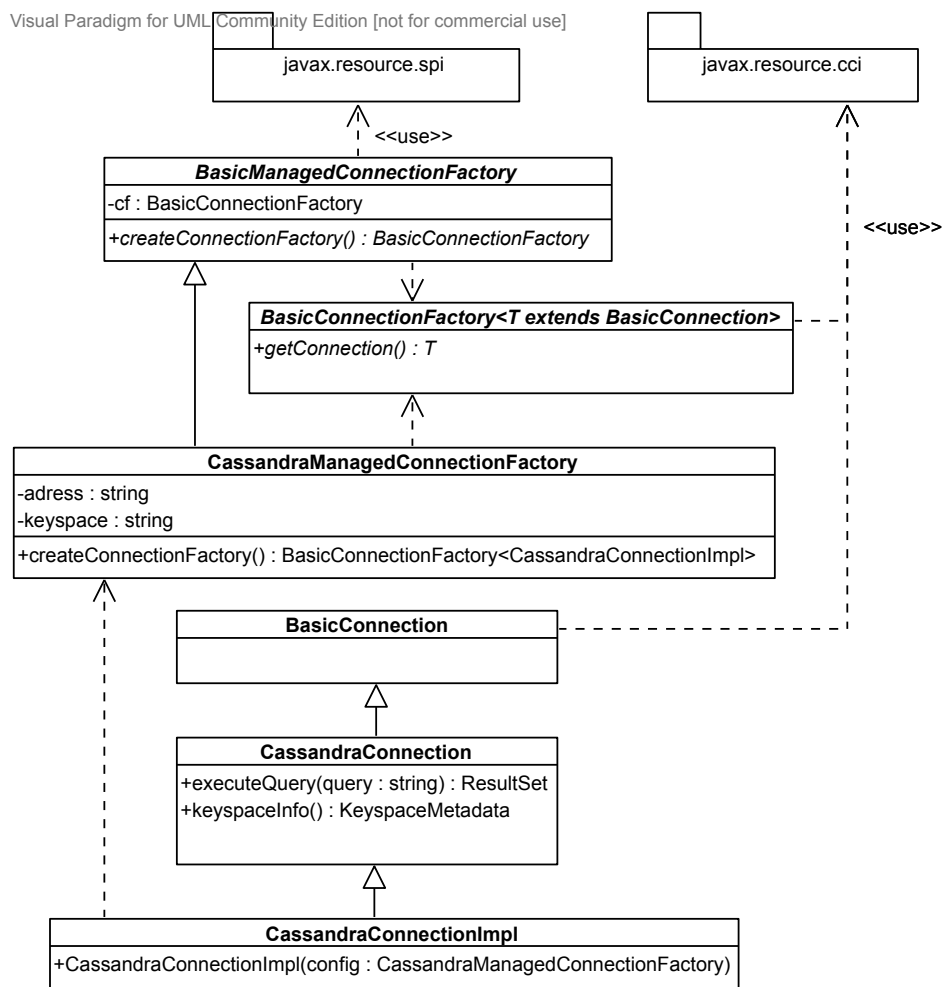 Visual Paradigm for UML Community Edition [not for commercial use]
javax.resource.spi
javax.resource.cci
<<use>>
BasicManagedConnectionFactory
-cf : BasicConnectionFactory
+createConnectionFactory() : BasicConnectionFactory
<<use>>
BasicConnectionFactory<T extends BasicConnection>
+getConnection() : T
CassandraManagedConnectionFactory
-adress : string
-keyspace : string
+createConnectionFactory() : BasicConnectionFactory<CassandraConnectionImpl>
BasicConnection
CassandraConnection
+executeQuery(query : string) : ResultSet
+keyspaceInfo() : KeyspaceMetadata
CassandraConnectionImpl
+CassandraConnectionImpl(config : CassandraManagedConnectionFactory)